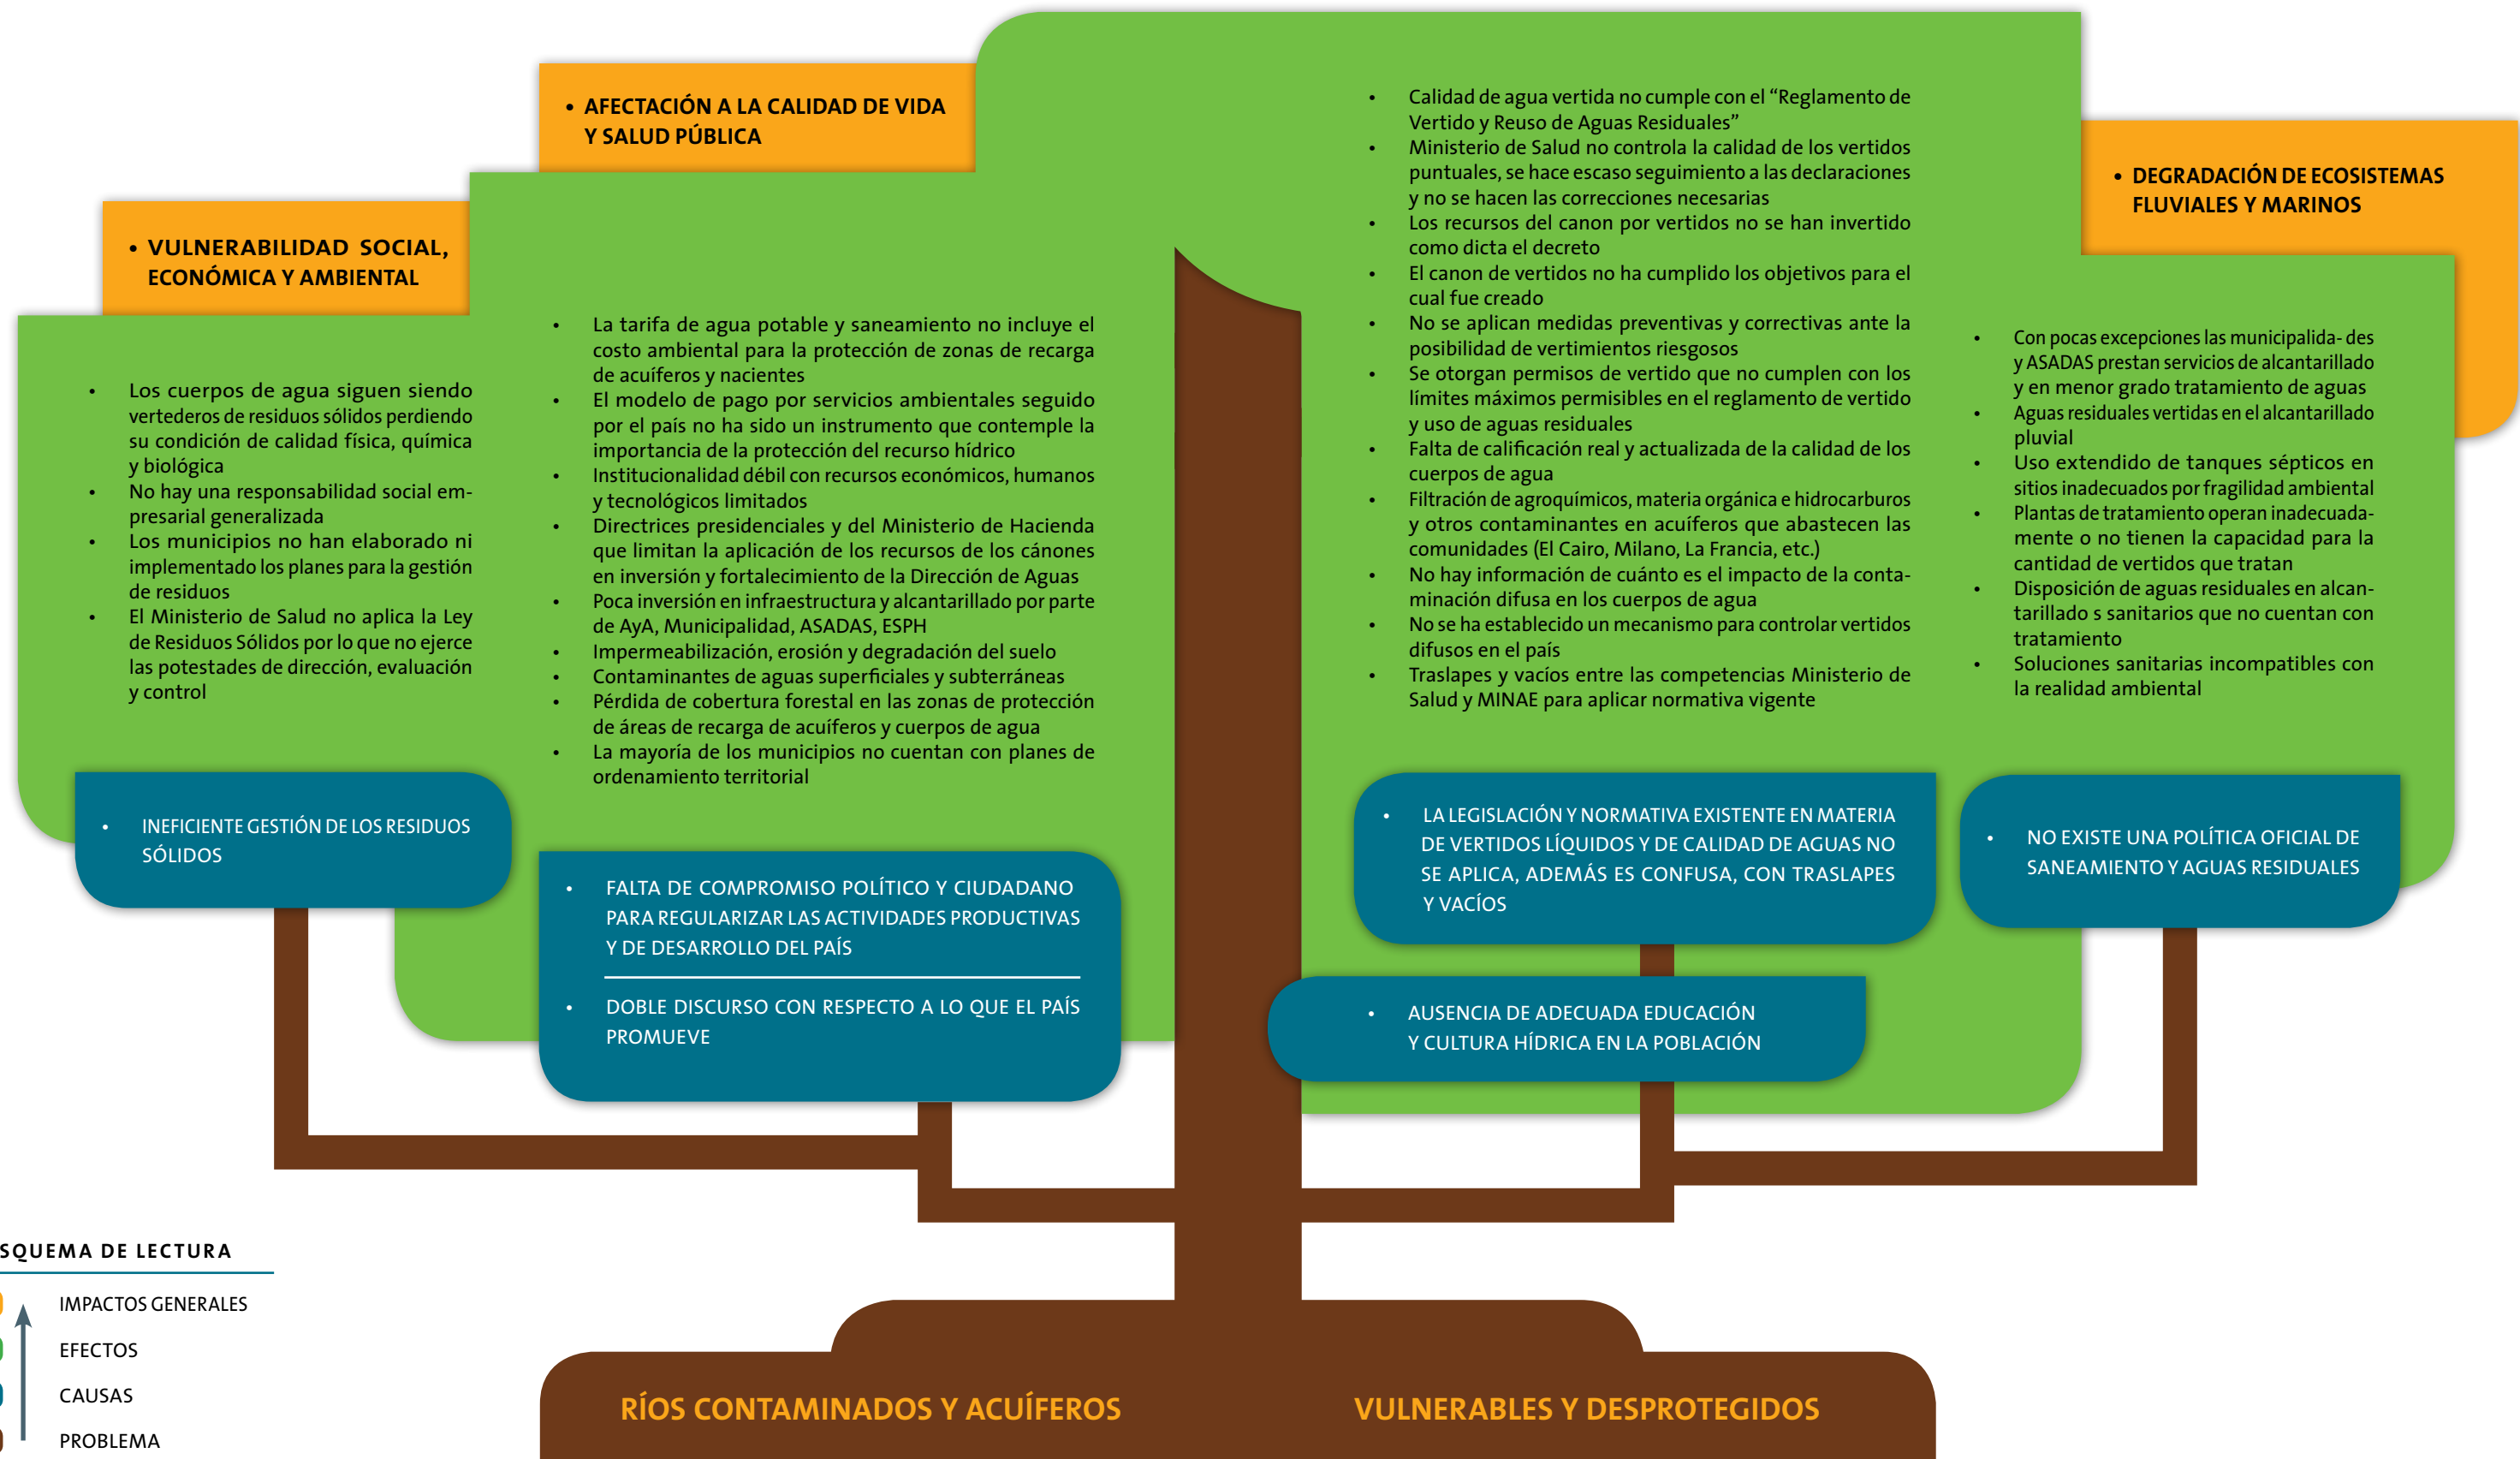 • AFECTACIÓN A LA CALIDAD DE VIDA
Y SALUD PÚBLICA
• VULNERABILIDAD SOCIAL,
ECONÓMICA Y AMBIENTAL
• DEGRADACIÓN DE ECOSISTEMAS
FLUVIALES Y MARINOS
• Los cuerpos de agua siguen siendo
vertederos de residuos sólidos perdiendo
su condición de calidad física, química
y biológica
• No hay una responsabilidad social em-
presarial generalizada
• Los municipios no han elaborado ni
implementado los planes para la gestión
de residuos
• El Ministerio de Salud no aplica la Ley
de Residuos Sólidos por lo que no ejerce
las potestades de dirección, evaluación
y control
• La tarifa de agua potable y saneamiento no incluye el
costo ambiental para la protección de zonas de recarga
de acuíferos y nacientes
• El modelo de pago por servicios ambientales seguido
por el país no ha sido un instrumento que contemple la
importancia de la protección del recurso hídrico
• Institucionalidad débil con recursos económicos, humanos
y tecnológicos limitados
• Directrices presidenciales y del Ministerio de Hacienda
que limitan la aplicación de los recursos de los cánones
en inversión y fortalecimiento de la Dirección de Aguas
• Poca inversión en infraestructura y alcantarillado por parte
de AyA, Municipalidad, ASADAS, ESPH
• Impermeabilización, erosión y degradación del suelo
• Contaminantes de aguas superficiales y subterráneas
• Pérdida de cobertura forestal en las zonas de protección
de áreas de recarga de acuíferos y cuerpos de agua
• La mayoría de los municipios no cuentan con planes de
ordenamiento territorial
• Calidad de agua vertida no cumple con el “Reglamento de
Vertido y Reuso de Aguas Residuales”
• Ministerio de Salud no controla la calidad de los vertidos
puntuales, se hace escaso seguimiento a las declaraciones
y no se hacen las correcciones necesarias
• Los recursos del canon por vertidos no se han invertido
como dicta el decreto
• El canon de vertidos no ha cumplido los objetivos para el
cual fue creado
• No se aplican medidas preventivas y correctivas ante la
posibilidad de vertimientos riesgosos
• Se otorgan permisos de vertido que no cumplen con los
límites máximos permisibles en el reglamento de vertido
y uso de aguas residuales
• Falta de calificación real y actualizada de la calidad de los
cuerpos de agua
• Filtración de agroquímicos, materia orgánica e hidrocarburos
y otros contaminantes en acuíferos que abastecen las
comunidades (El Cairo, Milano, La Francia, etc.)
• No hay información de cuánto es el impacto de la conta-
minación difusa en los cuerpos de agua
• No se ha establecido un mecanismo para controlar vertidos
difusos en el país
• Traslapes y vacíos entre las competencias Ministerio de
Salud y MINAE para aplicar normativa vigente
• Con pocas excepciones las municipalida- des
y ASADAS prestan servicios de alcantarillado
y en menor grado tratamiento de aguas
• Aguas residuales vertidas en el alcantarillado
pluvial
• Uso extendido de tanques sépticos en
sitios inadecuados por fragilidad ambiental
• Plantas de tratamiento operan inadecuada-
mente o no tienen la capacidad para la
cantidad de vertidos que tratan
• Disposición de aguas residuales en alcan-
tarillado s sanitarios que no cuentan con
tratamiento
• Soluciones sanitarias incompatibles con
la realidad ambiental
• INEFICIENTE GESTIÓN DE LOS RESIDUOS
SÓLIDOS
• FALTA DE COMPROMISO POLÍTICO Y CIUDADANO
PARA REGULARIZAR LAS ACTIVIDADES PRODUCTIVAS
Y DE DESARROLLO DEL PAÍS
• DOBLE DISCURSO CON RESPECTO A LO QUE EL PAÍS
PROMUEVE
• LA LEGISLACIÓN Y NORMATIVA EXISTENTE EN MATERIA
DE VERTIDOS LÍQUIDOS Y DE CALIDAD DE AGUAS NO
SE APLICA, ADEMÁS ES CONFUSA, CON TRASLAPES
Y VACÍOS
• AUSENCIA DE ADECUADA EDUCACIÓN
Y CULTURA HÍDRICA EN LA POBLACIÓN
• NO EXISTE UNA POLÍTICA OFICIAL DE
SANEAMIENTO Y AGUAS RESIDUALES
SQUEMA DE LECTURA
IMPACTOS GENERALES
EFECTOS
CAUSAS
PROBLEMA
RÍOS CONTAMINADOS Y ACUÍFEROS VULNERABLES Y DESPROTEGIDOS